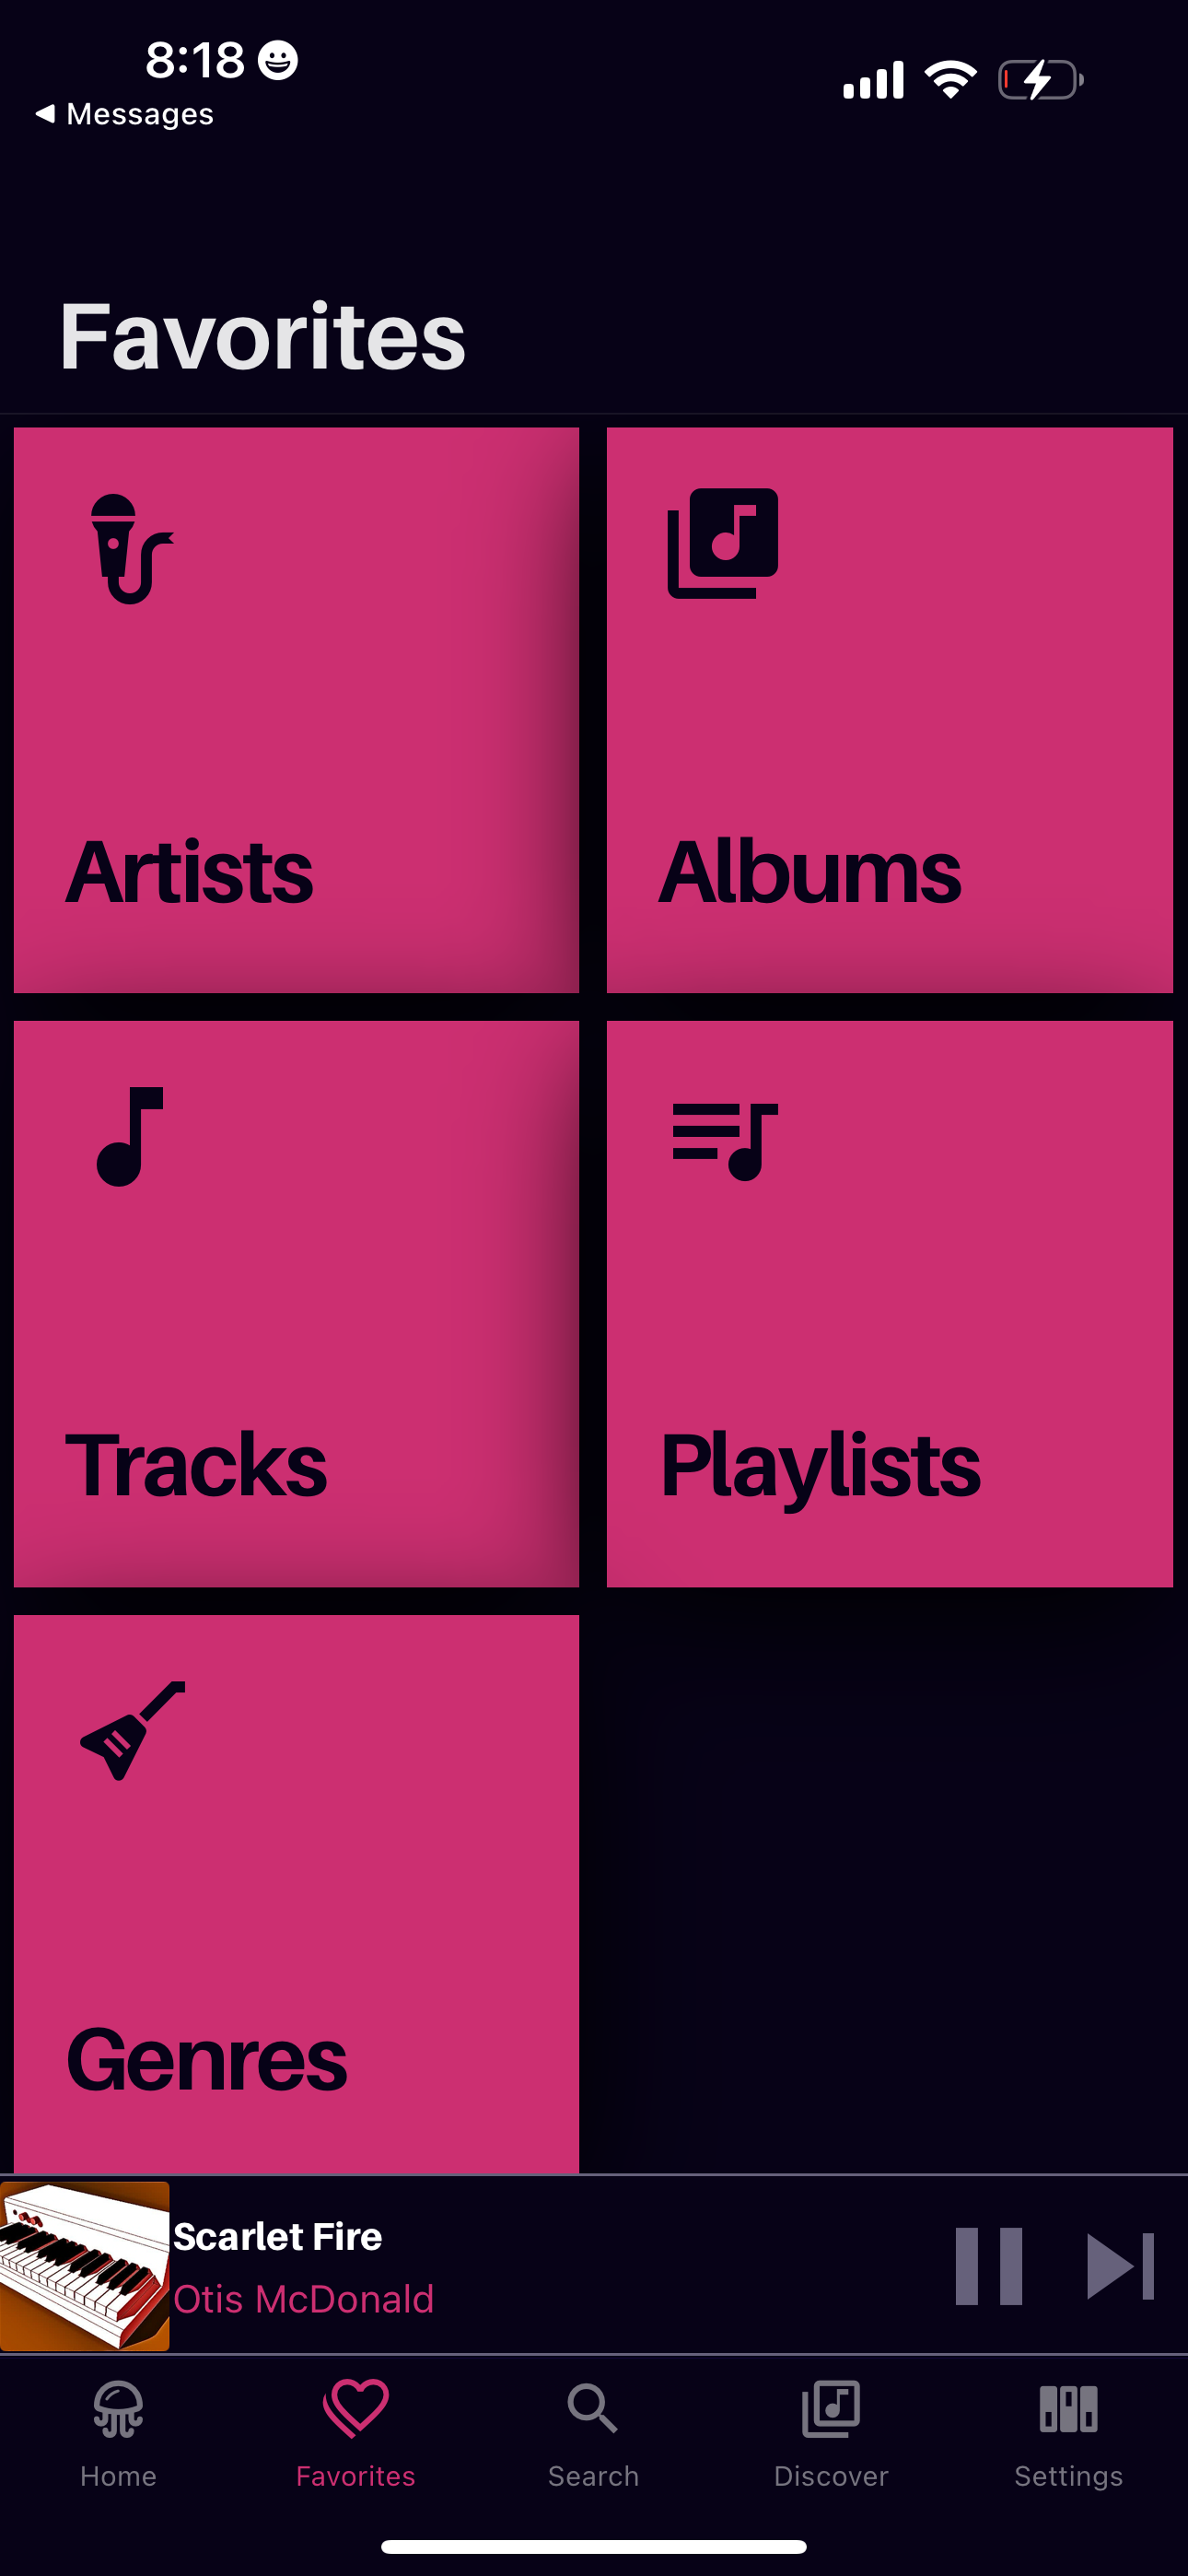 8:18
Messages
Favorites
Artists
Albums
Tracks
Playlists
Genres
Scarlet Fire
Otis McDonald
Home
Favorites
Search
Discover
Settings